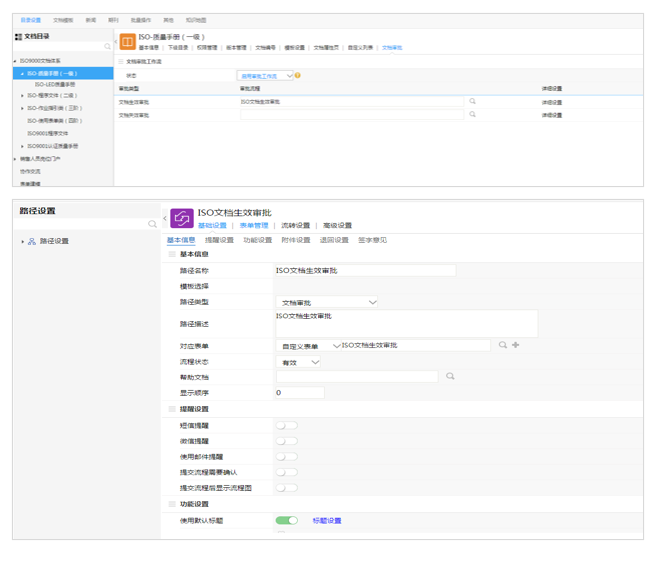 目录设置 文档模板 新闻 期刊 批量操作 其他 知识地图
文档目录
ISO-质量手册（一级）
基本信息 | 下级目录 | 权限管理 | 版本管理 | 文档编号 | 模板设置 | 文档属性页 | 自定义列表 | 文档审批
ISO9000文档体系
ISO-质量手册（一级）
ISO-LED质量手册
ISO-程序文件（二级）
ISO-作业指引类（三阶）
ISO-使用表单类（四阶）
ISO9001程序文件
ISO9001认证质量手册
销售人员岗位门户
协作交流
文档审批工作流
状态 启用审批工作流
审批类型 审批流程 详细设置
文档生效审批 ISO文档生效审批 详细设置
文档失效审批 详细设置
路径设置
路径设置
ISO文档生效审批
基础设置 | 表单管理 | 流转设置 | 高级设置
基本信息 提醒设置 功能设置 附件设置 退回设置 签字意见
基本信息
路径名称 ISO文档生效审批
模板选择
路径类型 文档审批
路径描述 ISO文档生效审批
对应表单 自定义表单 ISO文档生效审批
流程状态 有效
帮助文档
显示顺序 0
提醒设置
短信提醒
微信提醒
使用邮件提醒
提交流程需要确认
提交流程后显示流程图
功能设置
使用默认标题 标题设置